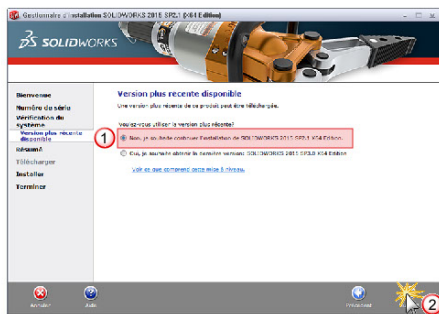 Gestionnaire d'installation SOLIDWORKS 2015 SP2.1 (X64 Edition)
SOLIDWORKS
Bienvenue
Numéro de série
Vérification du
système
Version plus récente
disponible
Résumé
Télécharger
Installer
Terminer
Version plus récente disponible
Une version plus récente de ce produit peut être téléchargée.
Voulez-vous utiliser la version plus récente?
1
Non, je souhaite continuer l'installation de SOLIDWORKS 2015 SP2.1 X64 Edition.
Oui, je souhaite obtenir la dernière version: SOLIDWORKS 2015 SP3.0 X64 Edition
Voir ce que comprend cette mise à niveau.
Annuler
Aide
Précédent
2